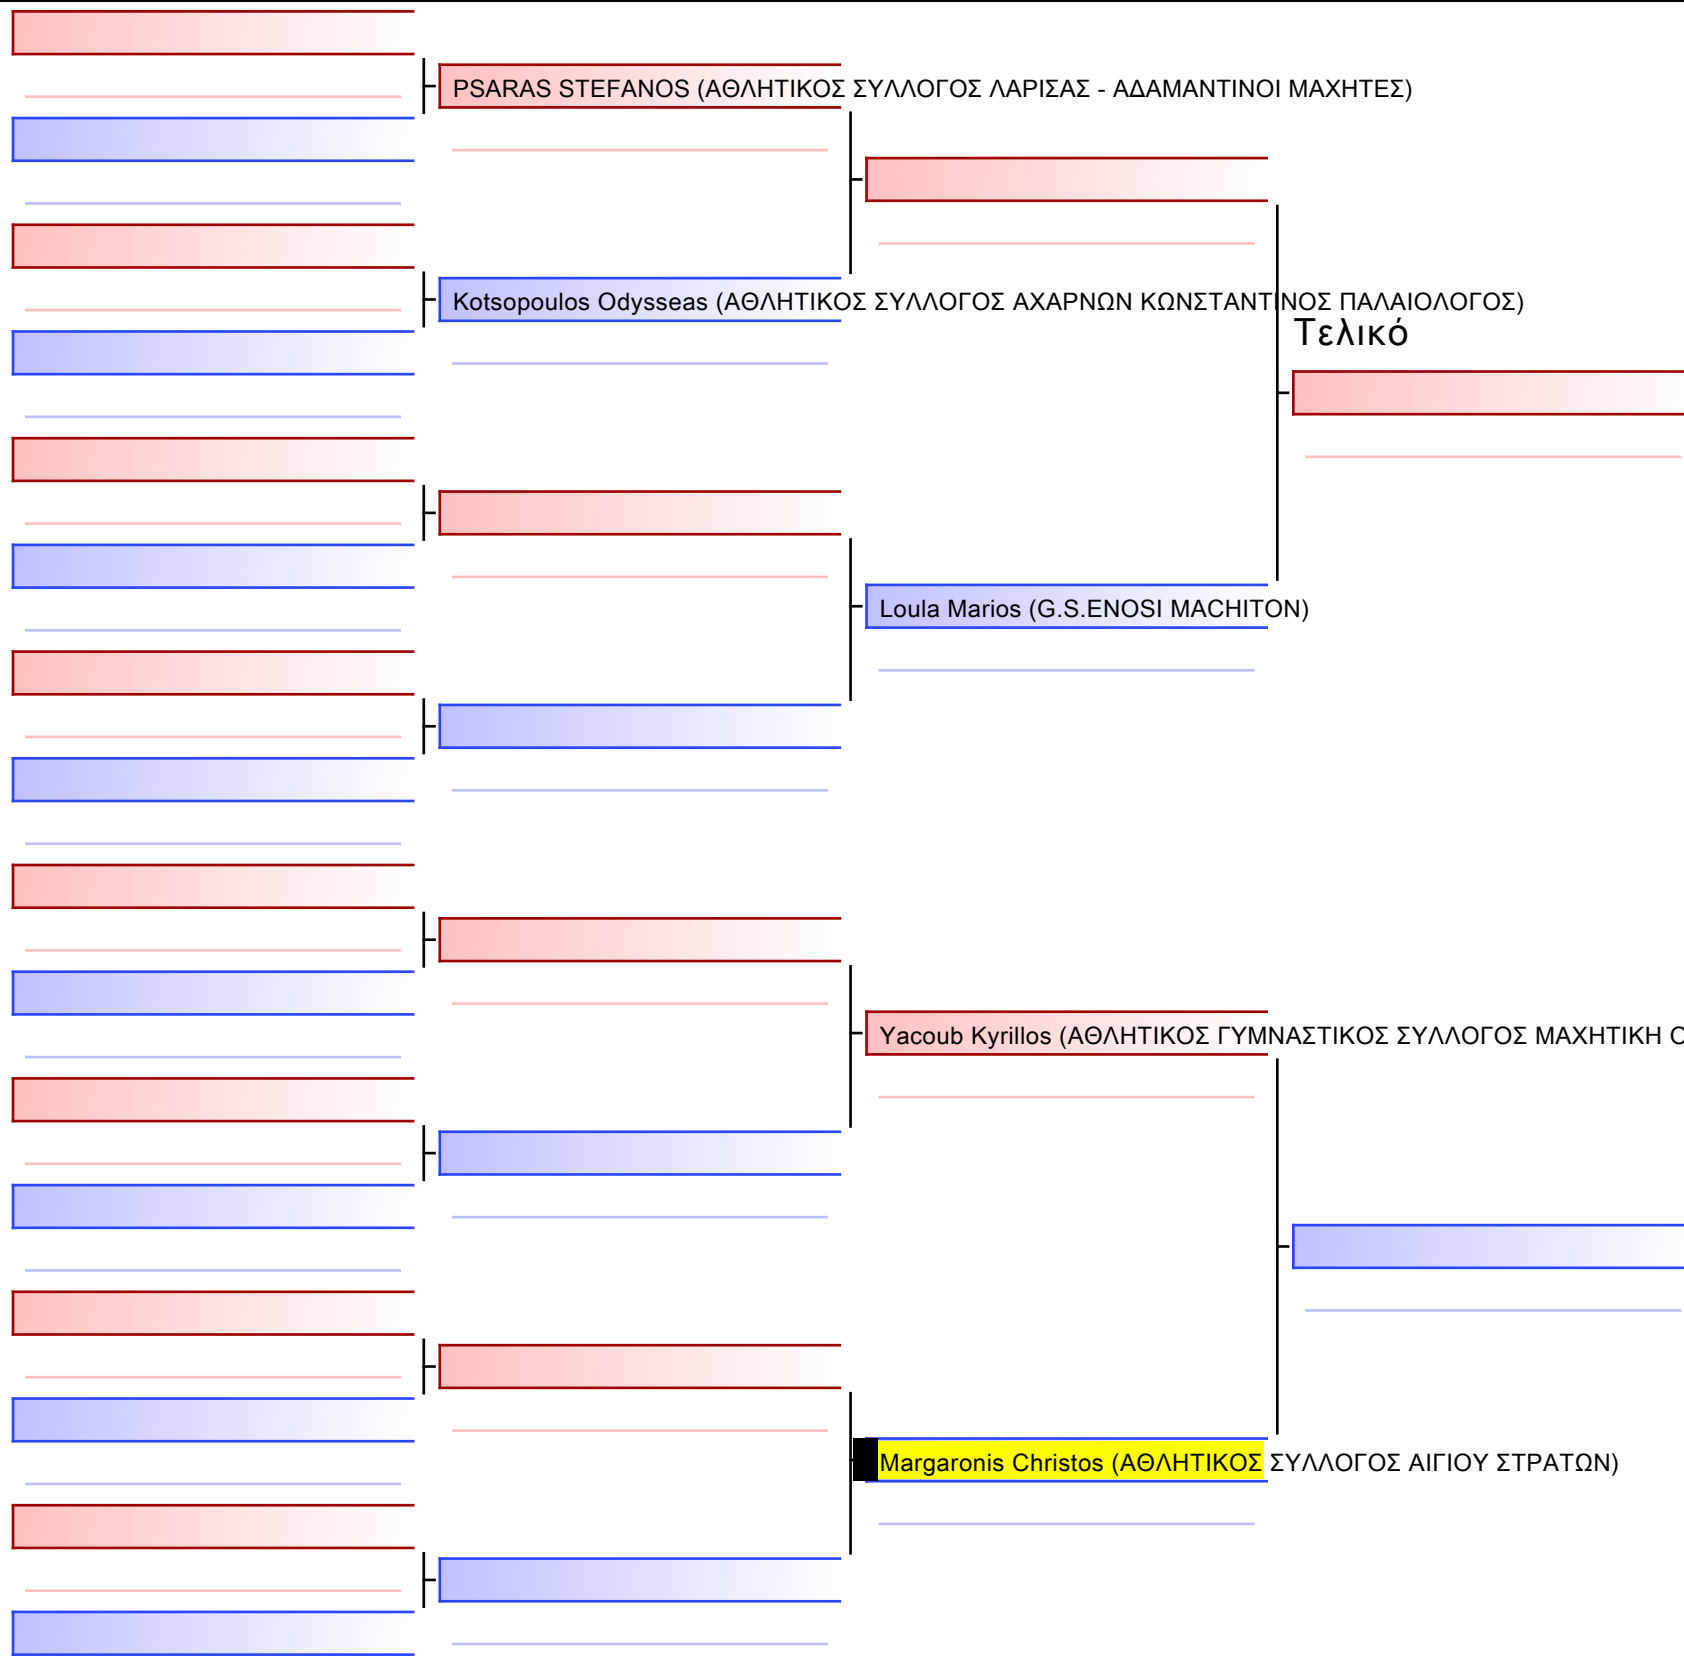 PSARAS STEFANOS (ΑΘΛΗΤΙΚΟΣ ΣΥΛΛΟΓΟΣ ΛΑΡΙΣΑΣ - ΑΔΑΜΑΝΤΙΝΟΙ ΜΑΧΗΤΕΣ)
Kotsopoulos Odysseas (ΑΘΛΗΤΙΚΟΣ ΣΥΛΛΟΓΟΣ ΑΧΑΡΝΩΝ ΚΩΝΣΤΑΝΤΙΝΟΣ ΠΑΛΑΙΟΛΟΓΟΣ)
Τελικό
Loula Marios (G.S.ENOSI MACHITON)
Yacoub Kyrillos (ΑΘΛΗΤΙΚΟΣ ΓΥΜΝΑΣΤΙΚΟΣ ΣΥΛΛΟΓΟΣ ΜΑΧΗΤΙΚΗ
Margaronis Christos (ΑΘΛΗΤΙΚΟΣ ΣΥΛΛΟΓΟΣ ΑΙΓΙΟΥ ΣΤΡΑΤΩΝ)